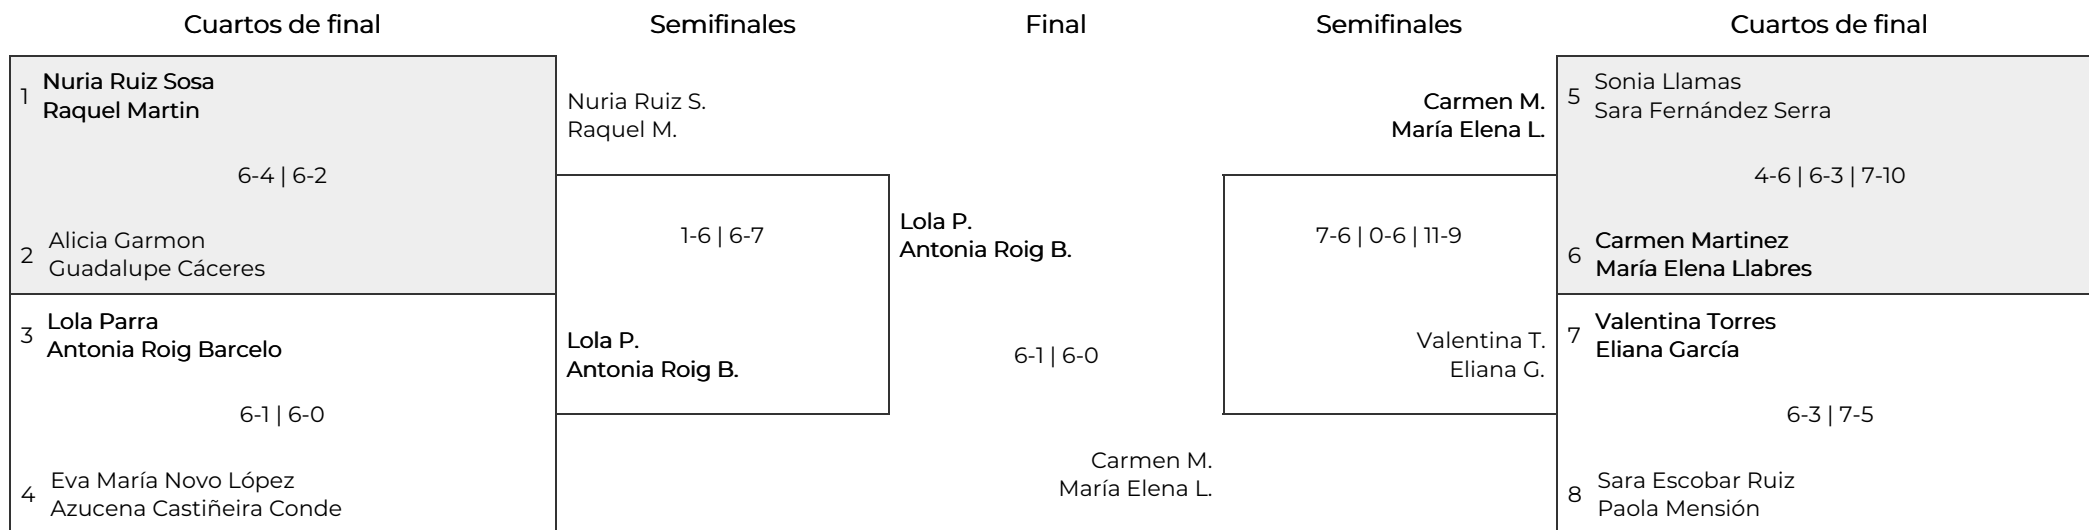 Cuartos de final
Semifinales
Final
Semifinales
Cuartos de final
1
Nuria Ruiz Sosa
Raquel Martin
6-4 | 6-2
2
Alicia Garmon
Guadalupe Cáceres
3
Lola Parra
Antonia Roig Barcelo
6-1 | 6-0
4
Eva María Novo López
Azucena Castiñeira Conde
Nuria Ruiz S.
Raquel M.
1-6 | 6-7
Lola P.
Antonia Roig B.
Lola P.
Antonia Roig B.
6-1 | 6-0
Carmen M.
María Elena L.
Carmen M.
María Elena L.
7-6 | 0-6 | 11-9
Valentina T.
Eliana G.
5
Sonia Llamas
Sara Fernández Serra
4-6 | 6-3 | 7-10
6
Carmen Martinez
María Elena Llabres
7
Valentina Torres
Eliana García
6-3 | 7-5
8
Sara Escobar Ruiz
Paola Mensión